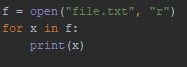 f = open("file.txt", "r")
for x in f:
    print(x)